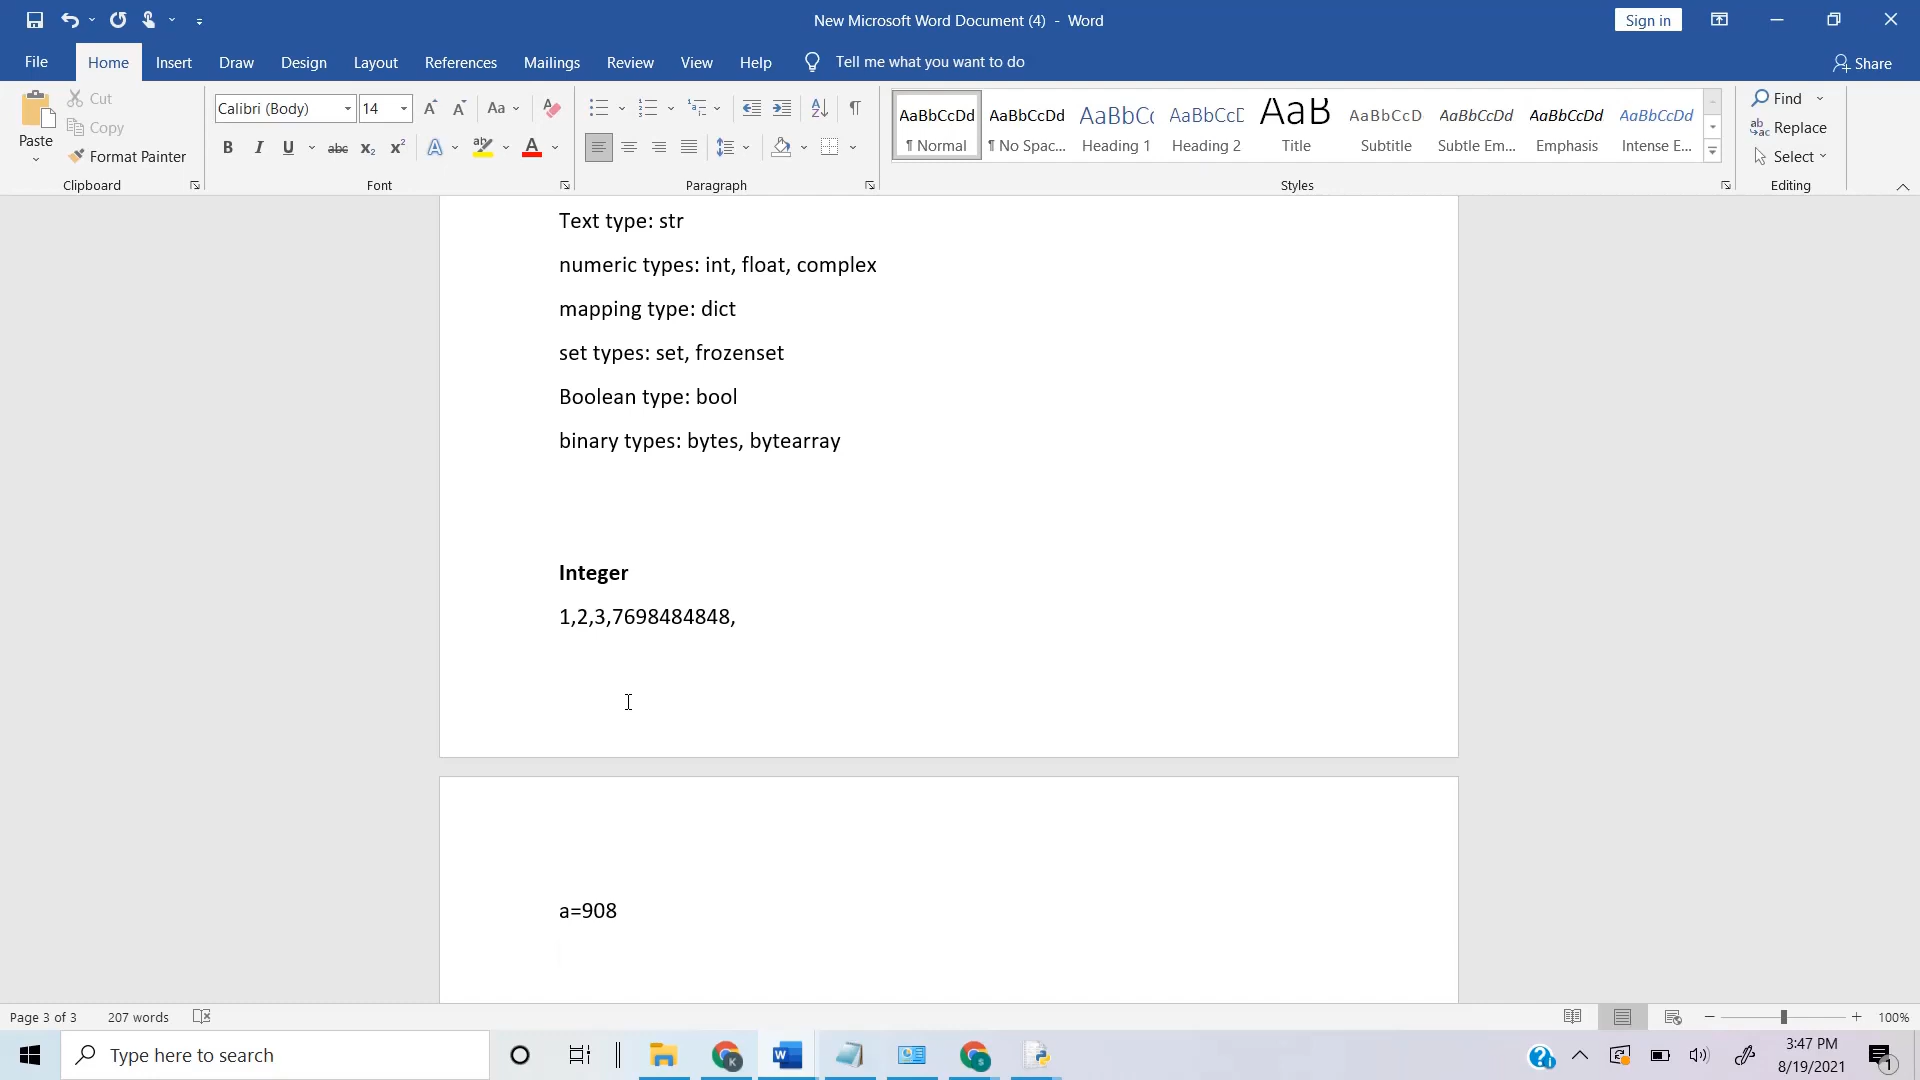 New Microsoft Word Document (4) - Word
Sign in
File Home Insert Draw Design Layout References Mailings Review View Help Tell me what you want to do Share
Paste
Cut
Copy
Format Painter
Clipboard
Calibri (Body) 14
Font
Paragraph
AaBbCcDd AaBbCcDd AaBbCc AaBbCcC AaB AaBbCcD AaBbCcDd AaBbCcDd AaBbCcDd
¶ Normal ¶ No Spac... Heading 1 Heading 2 Title Subtitle Subtle Em... Emphasis Intense E...
Styles
Find
Replace
Select
Editing
Text type: str
numeric types: int, float, complex
mapping type: dict
set types: set, frozenset
Boolean type: bool
binary types: bytes, bytearray
Integer
1,2,3,7698484848,
a=908
Page 3 of 3 207 words 100%
Type here to search
3:47 PM
8/19/2021
1